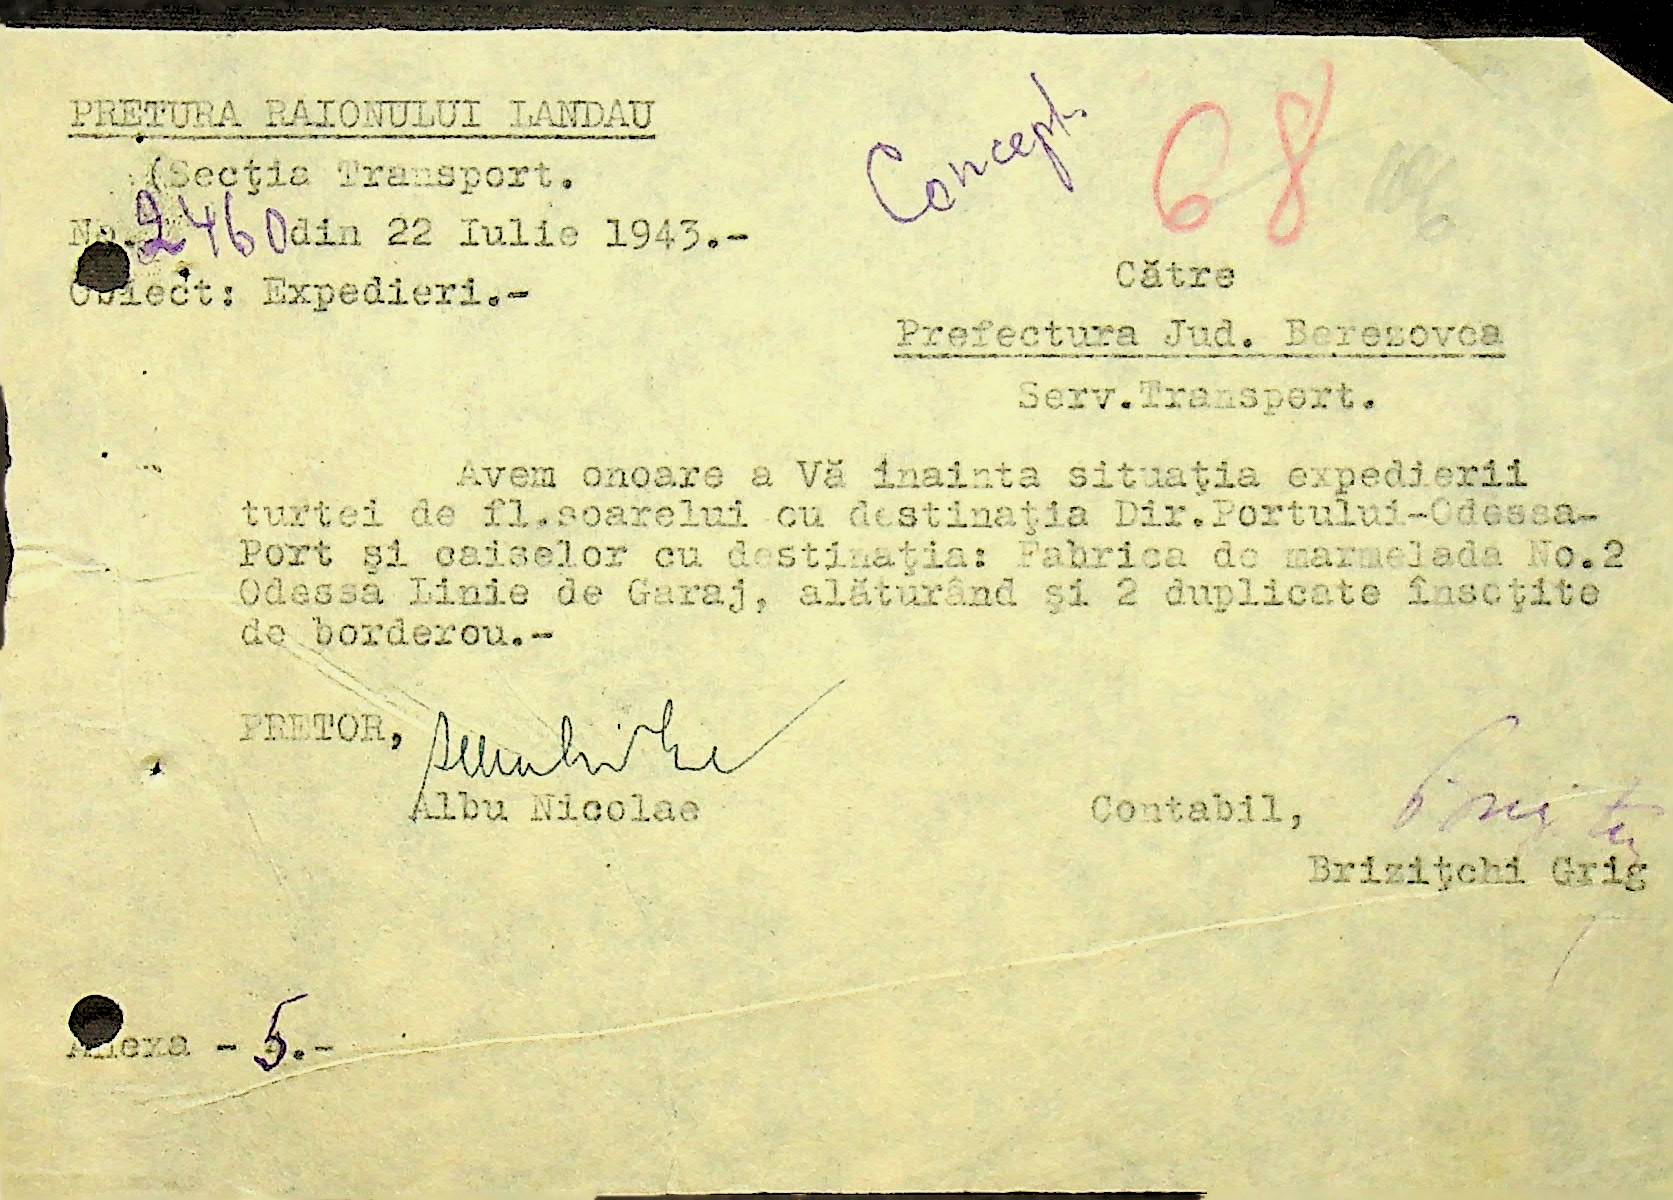 PRETURA RAIONULUI LANDAU
(Secţia Transport.
No. 2460 din 22 Iulie 1943.-
Obiect: Expedieri.-
Concept
68
Către
Prefectura Jud. Berezovca
Serv.Transport.
Avem onoare a Vă înainta situaţia expedierii
turtei de fl.soarelui cu destinaţia Dir.Portului-Odessa-
Port şi caiselor cu destinaţia: Fabrica de marmelada No.2
Odessa Linie de Garaj, alăturând şi 2 duplicate însoţite
de borderou.-
PRETOR,
Albu Nicolae
Contabil,
Briziţchi Grig
Anexa - 5.-